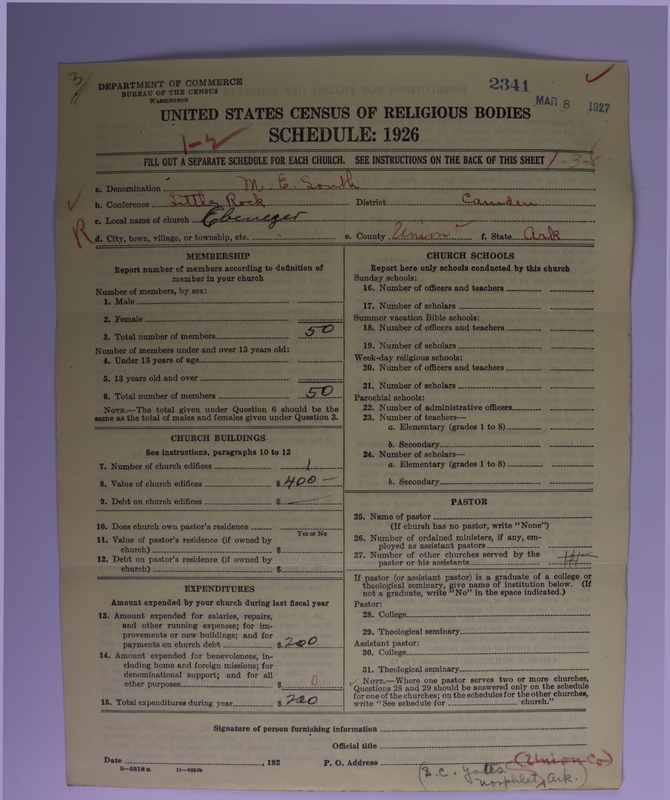 3
DEPARTMENT OF COMMERCE
BUREAU OF THE CENSUS
WASHINGTON
2341
MAR 8 1927
UNITED STATES CENSUS OF RELIGIOUS BODIES
SCHEDULE: 1926
FILL OUT A SEPARATE SCHEDULE FOR EACH CHURCH. SEE INSTRUCTIONS ON THE BACK OF THIS SHEET
1-3-8
a. Denomination M. E. South
b. Conference Little Rock District Camden
c. Local name of church Ebenezer
R
d. City, town, village, or township, etc. e. County Union f. State Ark
MEMBERSHIP
Report number of members according to definition of
member in your church
Number of members, by sex:
1. Male
2. Female
3. Total number of members 50
Number of members under and over 13 years old:
4. Under 13 years of age
5. 13 years old and over
6. Total number of members 50
NOTE.—The total given under Question 6 should be the
same as the total of males and females given under Question 3.
CHURCH BUILDINGS
See instructions, paragraphs 10 to 12
7. Number of church edifices 1
8. Value of church edifices $ 400 —
9. Debt on church edifices $ —
10. Does church own pastor's residence
Yes or No
11. Value of pastor's residence (if owned by
church) $
12. Debt on pastor's residence (if owned by
church) $
EXPENDITURES
Amount expended by your church during last fiscal year
13. Amount expended for salaries, repairs,
and other running expenses; for im-
provements or new buildings; and for
payments on church debt $ 200
14. Amount expended for benevolences, in-
cluding home and foreign missions; for
denominational support; and for all
other purposes $ 0
15. Total expenditures during year $ 200
CHURCH SCHOOLS
Report here only schools conducted by this church
Sunday schools:
16. Number of officers and teachers
17. Number of scholars
Summer vacation Bible schools:
18. Number of officers and teachers
19. Number of scholars
Week-day religious schools:
20. Number of officers and teachers
21. Number of scholars
Parochial schools:
22. Number of administrative officers
23. Number of teachers—
a. Elementary (grades 1 to 8)
b. Secondary
24. Number of scholars—
a. Elementary (grades 1 to 8)
b. Secondary
PASTOR
25. Name of pastor
(If church has no pastor, write "None")
26. Number of ordained ministers, if any, em-
ployed as assistant pastors
27. Number of other churches served by the
pastor or his assistants
If pastor (or assistant pastor) is a graduate of a college or
theological seminary, give name of institution below. (If
not a graduate, write "No" in the space indicated.)
Pastor:
28. College
29. Theological seminary
Assistant pastor:
30. College
31. Theological seminary
NOTE.—Where one pastor serves two or more churches,
Questions 28 and 29 should be answered only on the schedule
for one of the churches; on the schedules for the other churches,
write "See schedule for church."
Signature of person furnishing information
Official title
Date , 192 P. O. Address
(Union Co)
Yates
Norphlet, Ark.)